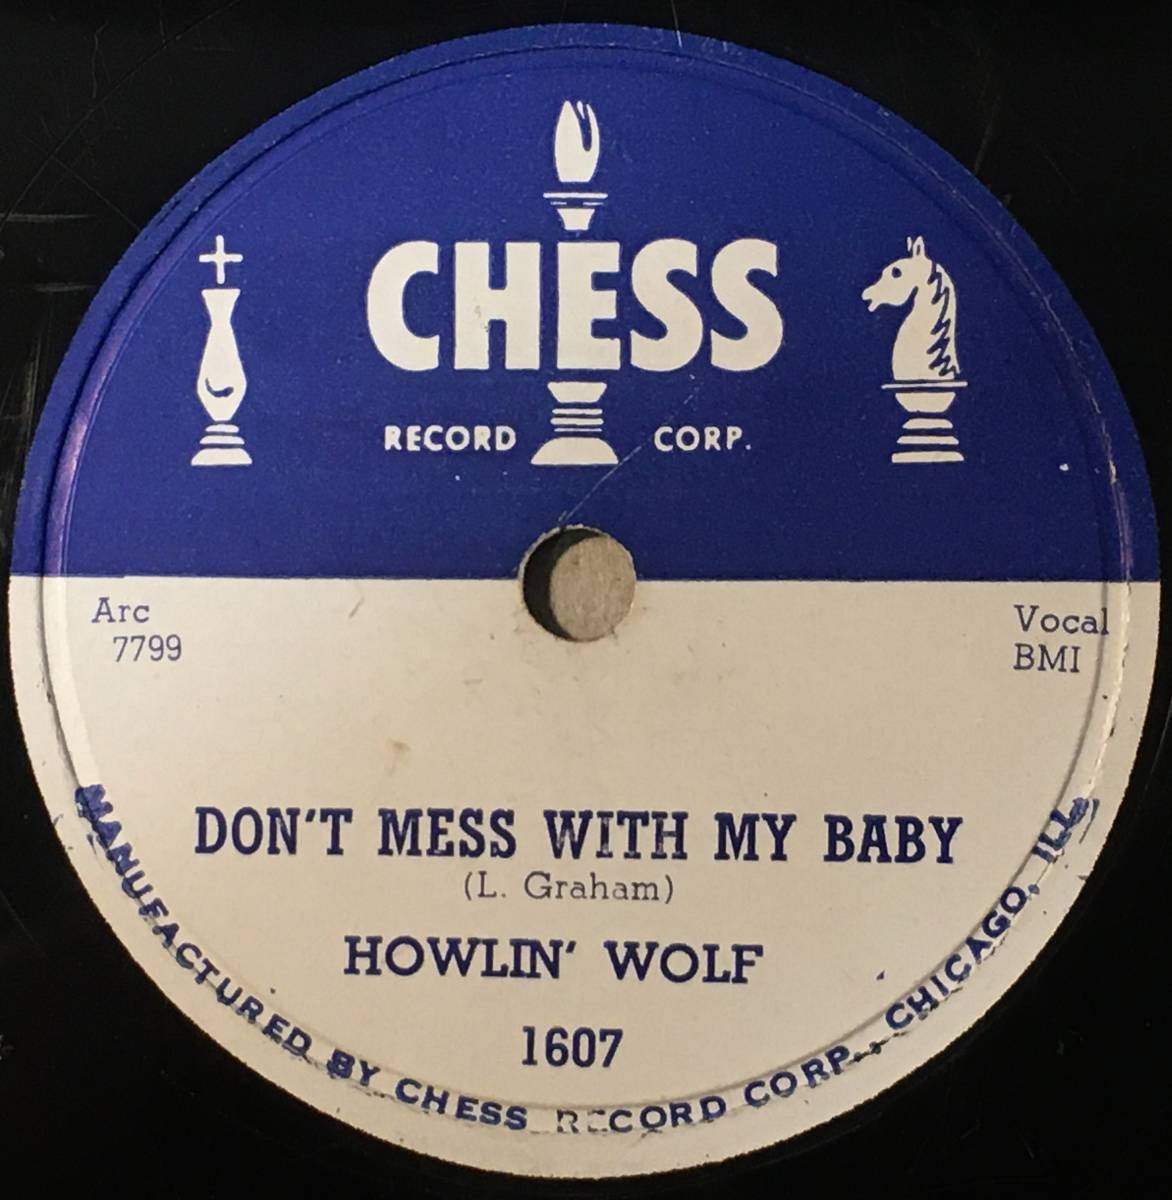 CHESS
RECORD CORP.
Arc
7799
Vocal
BMI
DON'T MESS WITH MY BABY
(L. Graham)
HOWLIN' WOLF
1607
MANUFACTURED BY CHESS RECORD CORP., CHICAGO, ILL.